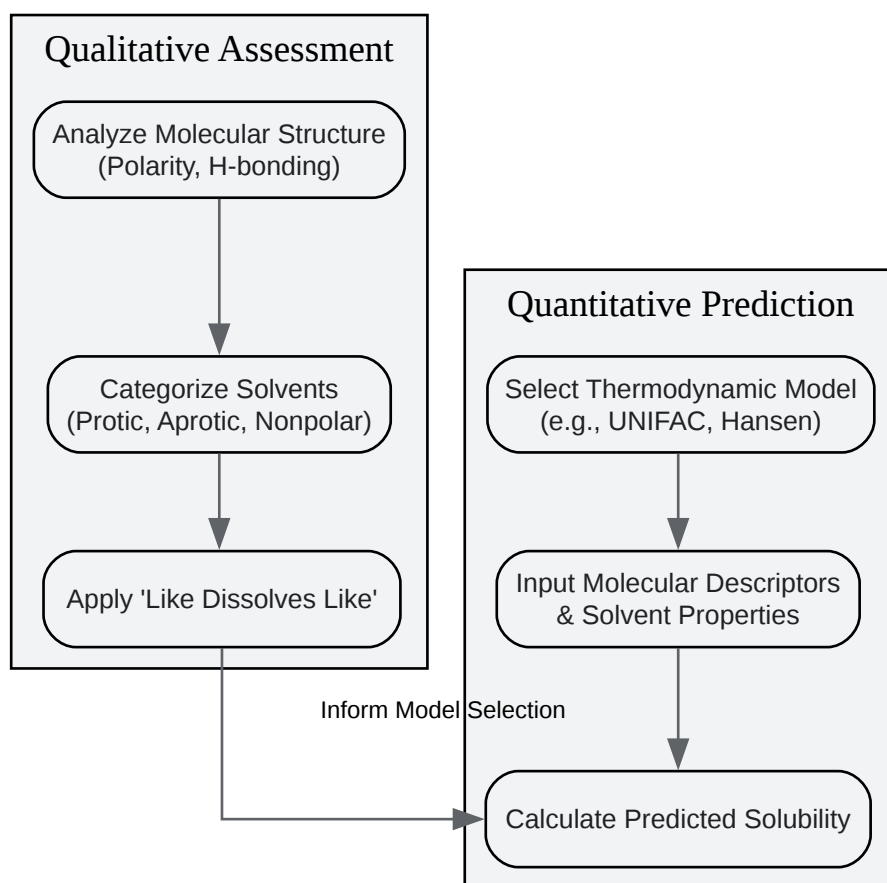 Qualitative Assessment
Analyze Molecular Structure
(Polarity, H-bonding)
Categorize Solvents
(Protic, Aprotic, Nonpolar)
Apply 'Like Dissolves Like'
Inform Model Selection
Quantitative Prediction
Select Thermodynamic Model
(e.g., UNIFAC, Hansen)
Input Molecular Descriptors
& Solvent Properties
Calculate Predicted Solubility